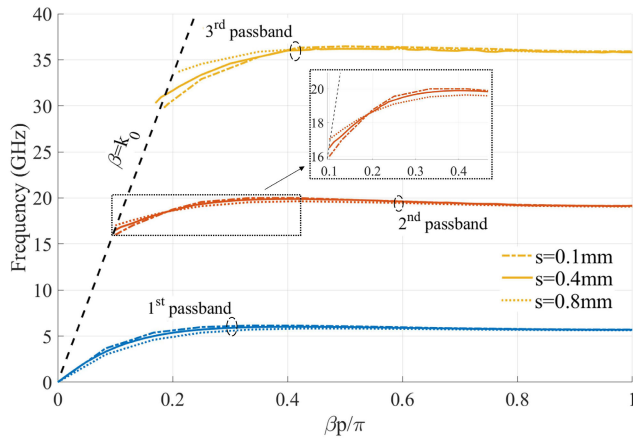 40
35
30
25
20
15
10
5
0
Frequency (GHz)
0
0.2
0.4
0.6
0.8
1
βp/π
β=k₀
3rd passband
20
18
16
0.1
0.2
0.3
0.4
2nd passband
1st passband
s=0.1mm
s=0.4mm
s=0.8mm